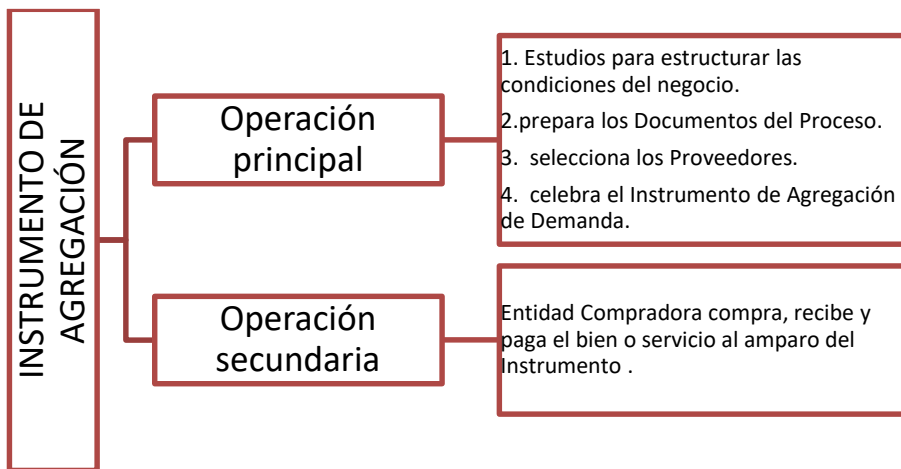 INSTRUMENTO DE
AGREGACIÓN
Operación
principal
1. Estudios para estructurar las
condiciones del negocio.
2.prepara los Documentos del Proceso.
3. selecciona los Proveedores.
4. celebra el Instrumento de Agregación
de Demanda.
Operación
secundaria
Entidad Compradora compra, recibe y
paga el bien o servicio al amparo del
Instrumento .